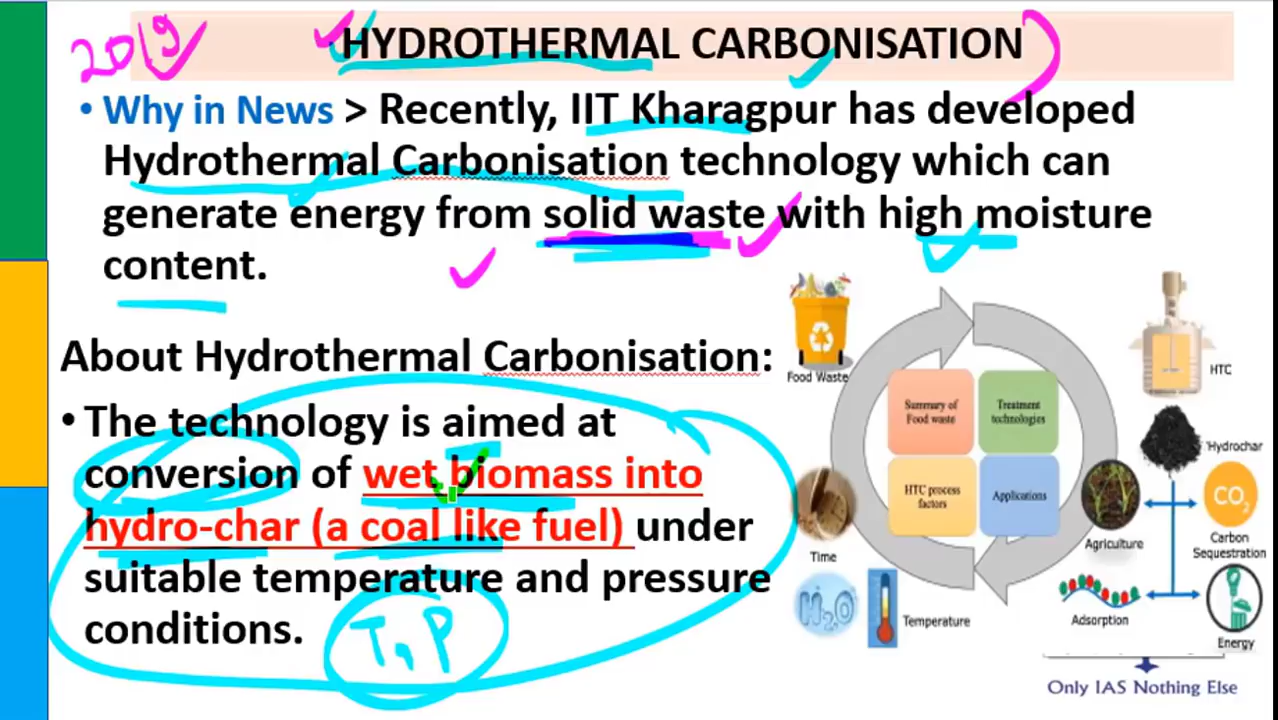 2019
HYDROTHERMAL CARBONISATION
• Why in News > Recently, IIT Kharagpur has developed
Hydrothermal Carbonisation technology which can
generate energy from solid waste with high moisture
content.
About Hydrothermal Carbonisation:
• The technology is aimed at
conversion of wet biomass into
hydro-char (a coal like fuel) under
suitable temperature and pressure
conditions.
T, P
Food Waste
HTC
Summary of
Food waste
Treatment
technologies
HTC process
factors
Applications
Hydrochar
CO2
Carbon
Sequestration
Agriculture
Time
H2O
Temperature
Adsorption
Energy
Only IAS Nothing Else